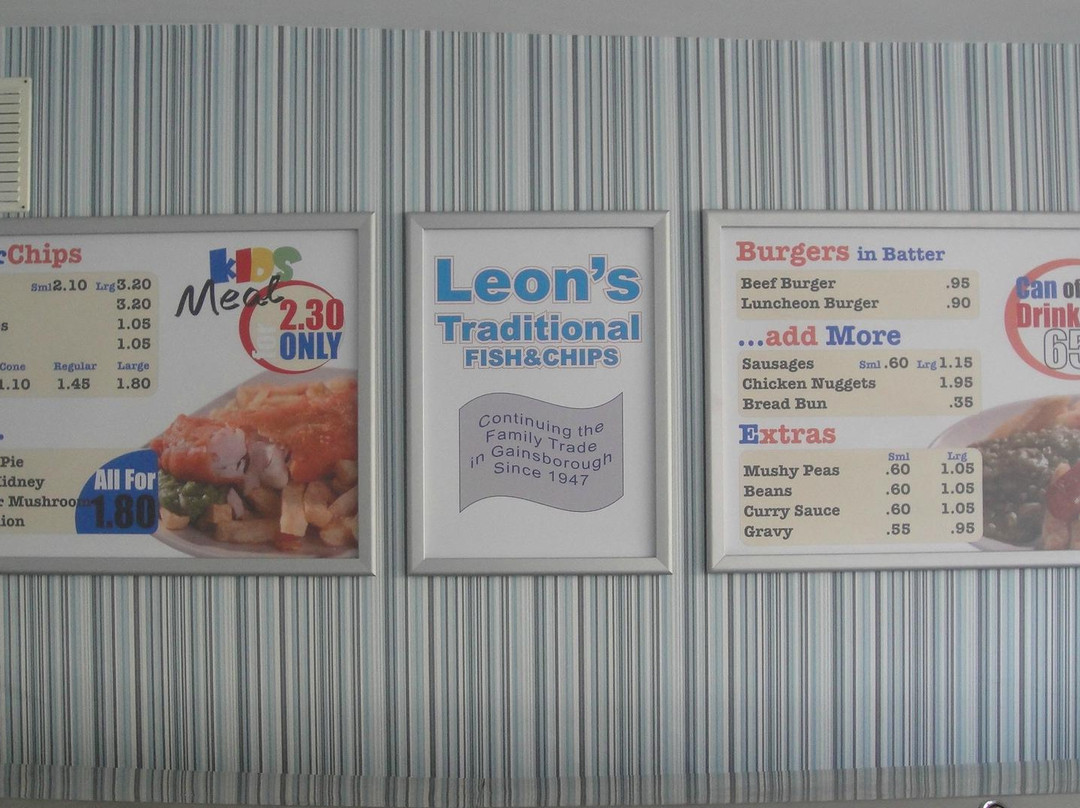 rChips
Sml 2.10 Lrg 3.20
3.20
s 1.05
1.05
Cone Regular Large
1.10 1.45 1.80
Pie
Kidney
r Mushroom
ion
All For
1.80
KIDS
Meal
2.30
ONLY
Leon's
Traditional
FISH&CHIPS
Continuing the
Family Trade
in Gainsborough
Since 1947
Burgers in Batter
Beef Burger .95
Luncheon Burger .90
...add More
Sausages Sml .60 Lrg 1.15
Chicken Nuggets 1.95
Bread Bun .35
Extras
Sml Lrg
Mushy Peas .60 1.05
Beans .60 1.05
Curry Sauce .60 1.05
Gravy .55 .95
Can of
Drink
65